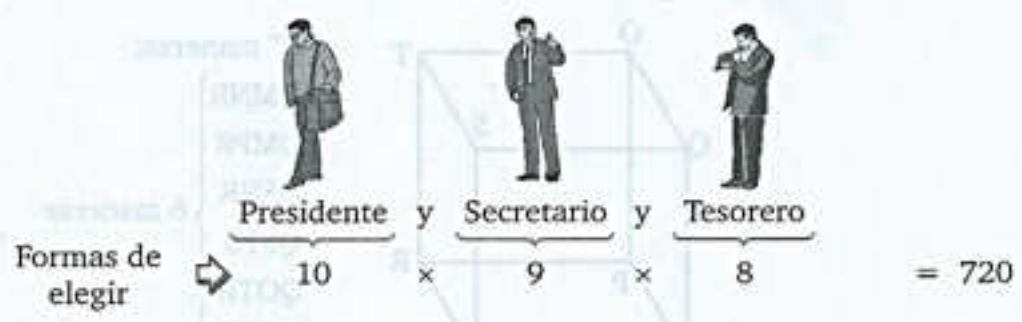 Presidente y Secretario y Tesorero
Formas de elegir 10 × 9 × 8 = 720